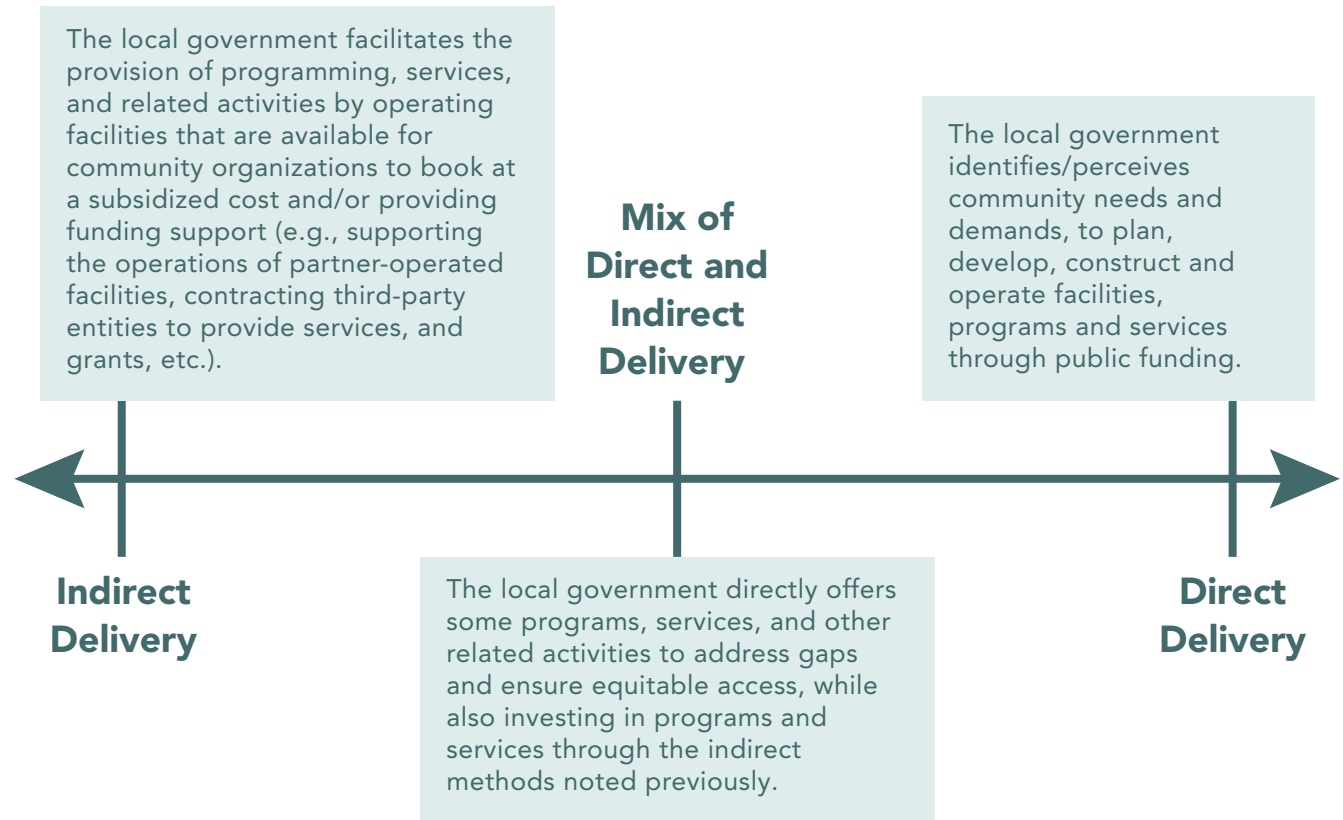 The local government facilitates the
provision of programming, services,
and related activities by operating
facilities that are available for
community organizations to book at
a subsidized cost and/or providing
funding support (e.g., supporting
the operations of partner-operated
facilities, contracting third-party
entities to provide services, and
grants, etc.).
Indirect
Delivery
Mix of
Direct and
Indirect
Delivery
The local government directly offers
some programs, services, and other
related activities to address gaps
and ensure equitable access, while
also investing in programs and
services through the indirect
methods noted previously.
The local government
identifies/perceives
community needs and
demands, to plan,
develop, construct and
operate facilities,
programs and services
through public funding.
Direct
Delivery